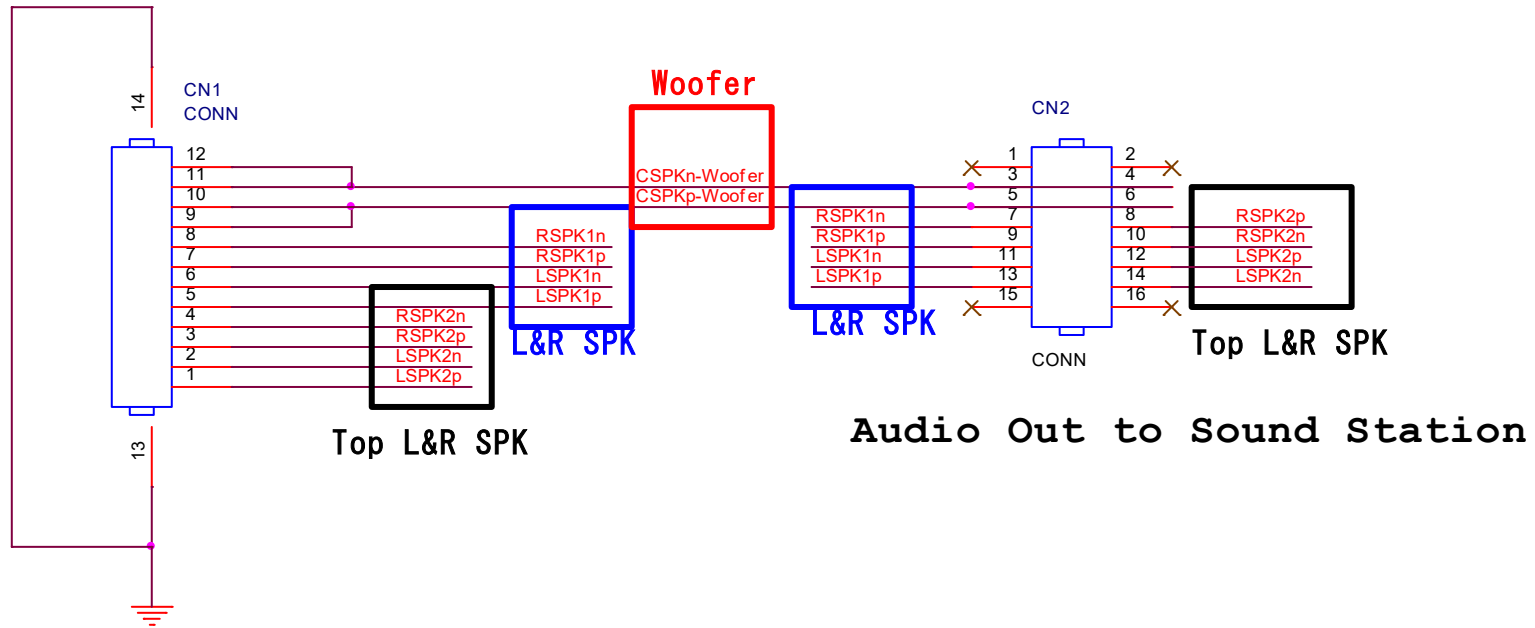 Woofer
14
CN1
CONN
12
11
10
9
8
7
6
5
4
3
2
1
13
CSPKn-Woofer
CSPKp-Woofer
RSPK1n
RSPK1p
LSPK1n
LSPK1p
L&R SPK
RSPK2n
RSPK2p
LSPK2n
LSPK2p
Top L&R SPK
CN2
1
3
5
7
9
11
13
15
2
4
6
8
10
12
14
16
CONN
RSPK1n
RSPK1p
LSPK1n
LSPK1p
L&R SPK
RSPK2p
RSPK2n
LSPK2p
LSPK2n
Top L&R SPK
Audio Out to Sound Station